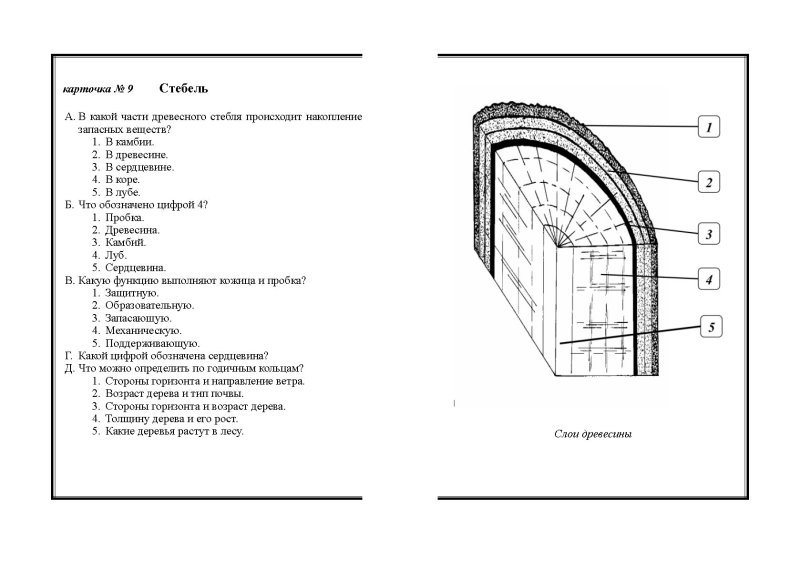 карточка № 9 Стебель
А. В какой части древесного стебля происходит накопление
запасных веществ?
1. В камбии.
2. В древесине.
3. В сердцевине.
4. В коре.
5. В лубе.
Б. Что обозначено цифрой 4?
1. Пробка.
2. Древесина.
3. Камбий.
4. Луб.
5. Сердцевина.
В. Какую функцию выполняют кожица и пробка?
1. Защитную.
2. Образовательную.
3. Запасающую.
4. Механическую.
5. Поддерживающую.
Г. Какой цифрой обозначена сердцевина?
Д. Что можно определить по годичным кольцам?
1. Стороны горизонта и направление ветра.
2. Возраст дерева и тип почвы.
3. Стороны горизонта и возраст дерева.
4. Толщину дерева и его рост.
5. Какие деревья растут в лесу.
1
2
3
4
5
Слои древесины